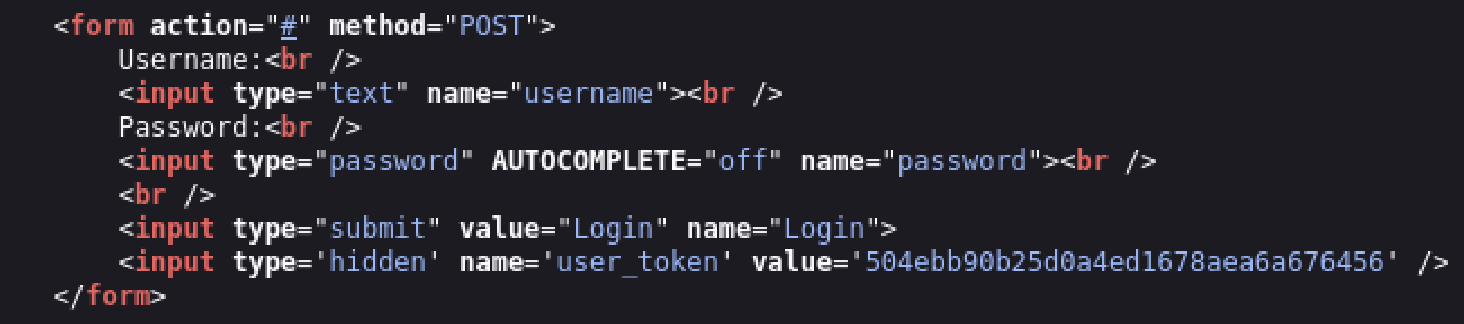 <form action="#" method="POST">
Username:<br />
<input type="text" name="username"><br />
Password:<br />
<input type="password" AUTOCOMPLETE="off" name="password"><br />
<br />
<input type="submit" value="Login" name="Login">
<input type='hidden' name='user_token' value='504ebb90b25d0a4ed1678aea6a676456' />
</form>